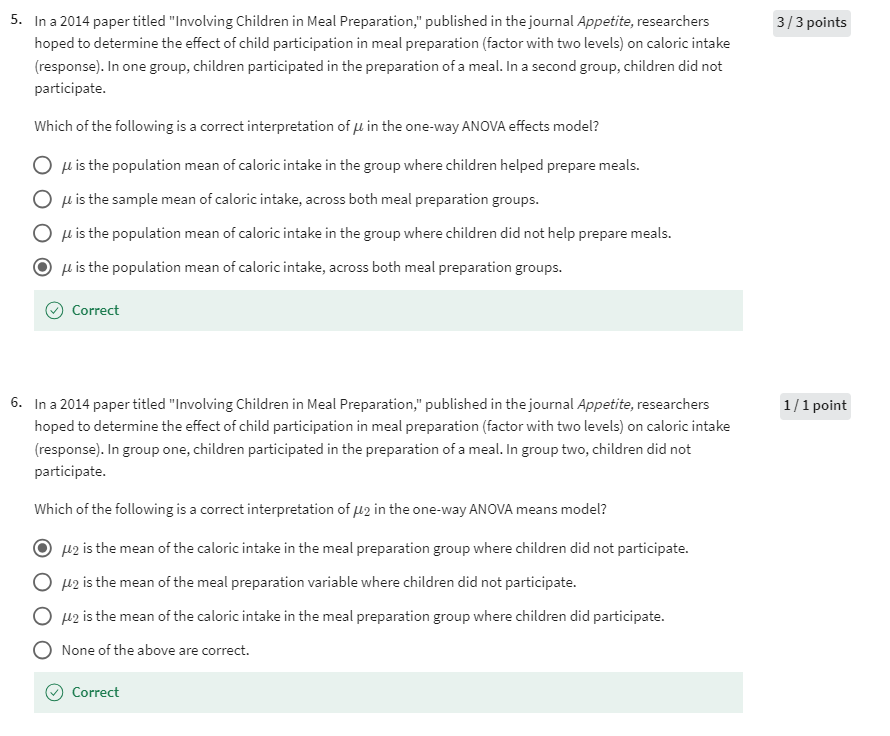 5. In a 2014 paper titled "Involving Children in Meal Preparation," published in the journal Appetite, researchers
3 / 3 points
hoped to determine the effect of child participation in meal preparation (factor with two levels) on caloric intake
(response). In one group, children participated in the preparation of a meal. In a second group, children did not
participate.
Which of the following is a correct interpretation of μ in the one-way ANOVA effects model?
μ is the population mean of caloric intake in the group where children helped prepare meals.
μ is the sample mean of caloric intake, across both meal preparation groups.
μ is the population mean of caloric intake in the group where children did not help prepare meals.
μ is the population mean of caloric intake, across both meal preparation groups.
Correct
6. In a 2014 paper titled "Involving Children in Meal Preparation," published in the journal Appetite, researchers
1 / 1 point
hoped to determine the effect of child participation in meal preparation (factor with two levels) on caloric intake
(response). In group one, children participated in the preparation of a meal. In group two, children did not
participate.
Which of the following is a correct interpretation of μ2 in the one-way ANOVA means model?
μ2 is the mean of the caloric intake in the meal preparation group where children did not participate.
μ2 is the mean of the meal preparation variable where children did not participate.
μ2 is the mean of the caloric intake in the meal preparation group where children did participate.
None of the above are correct.
Correct